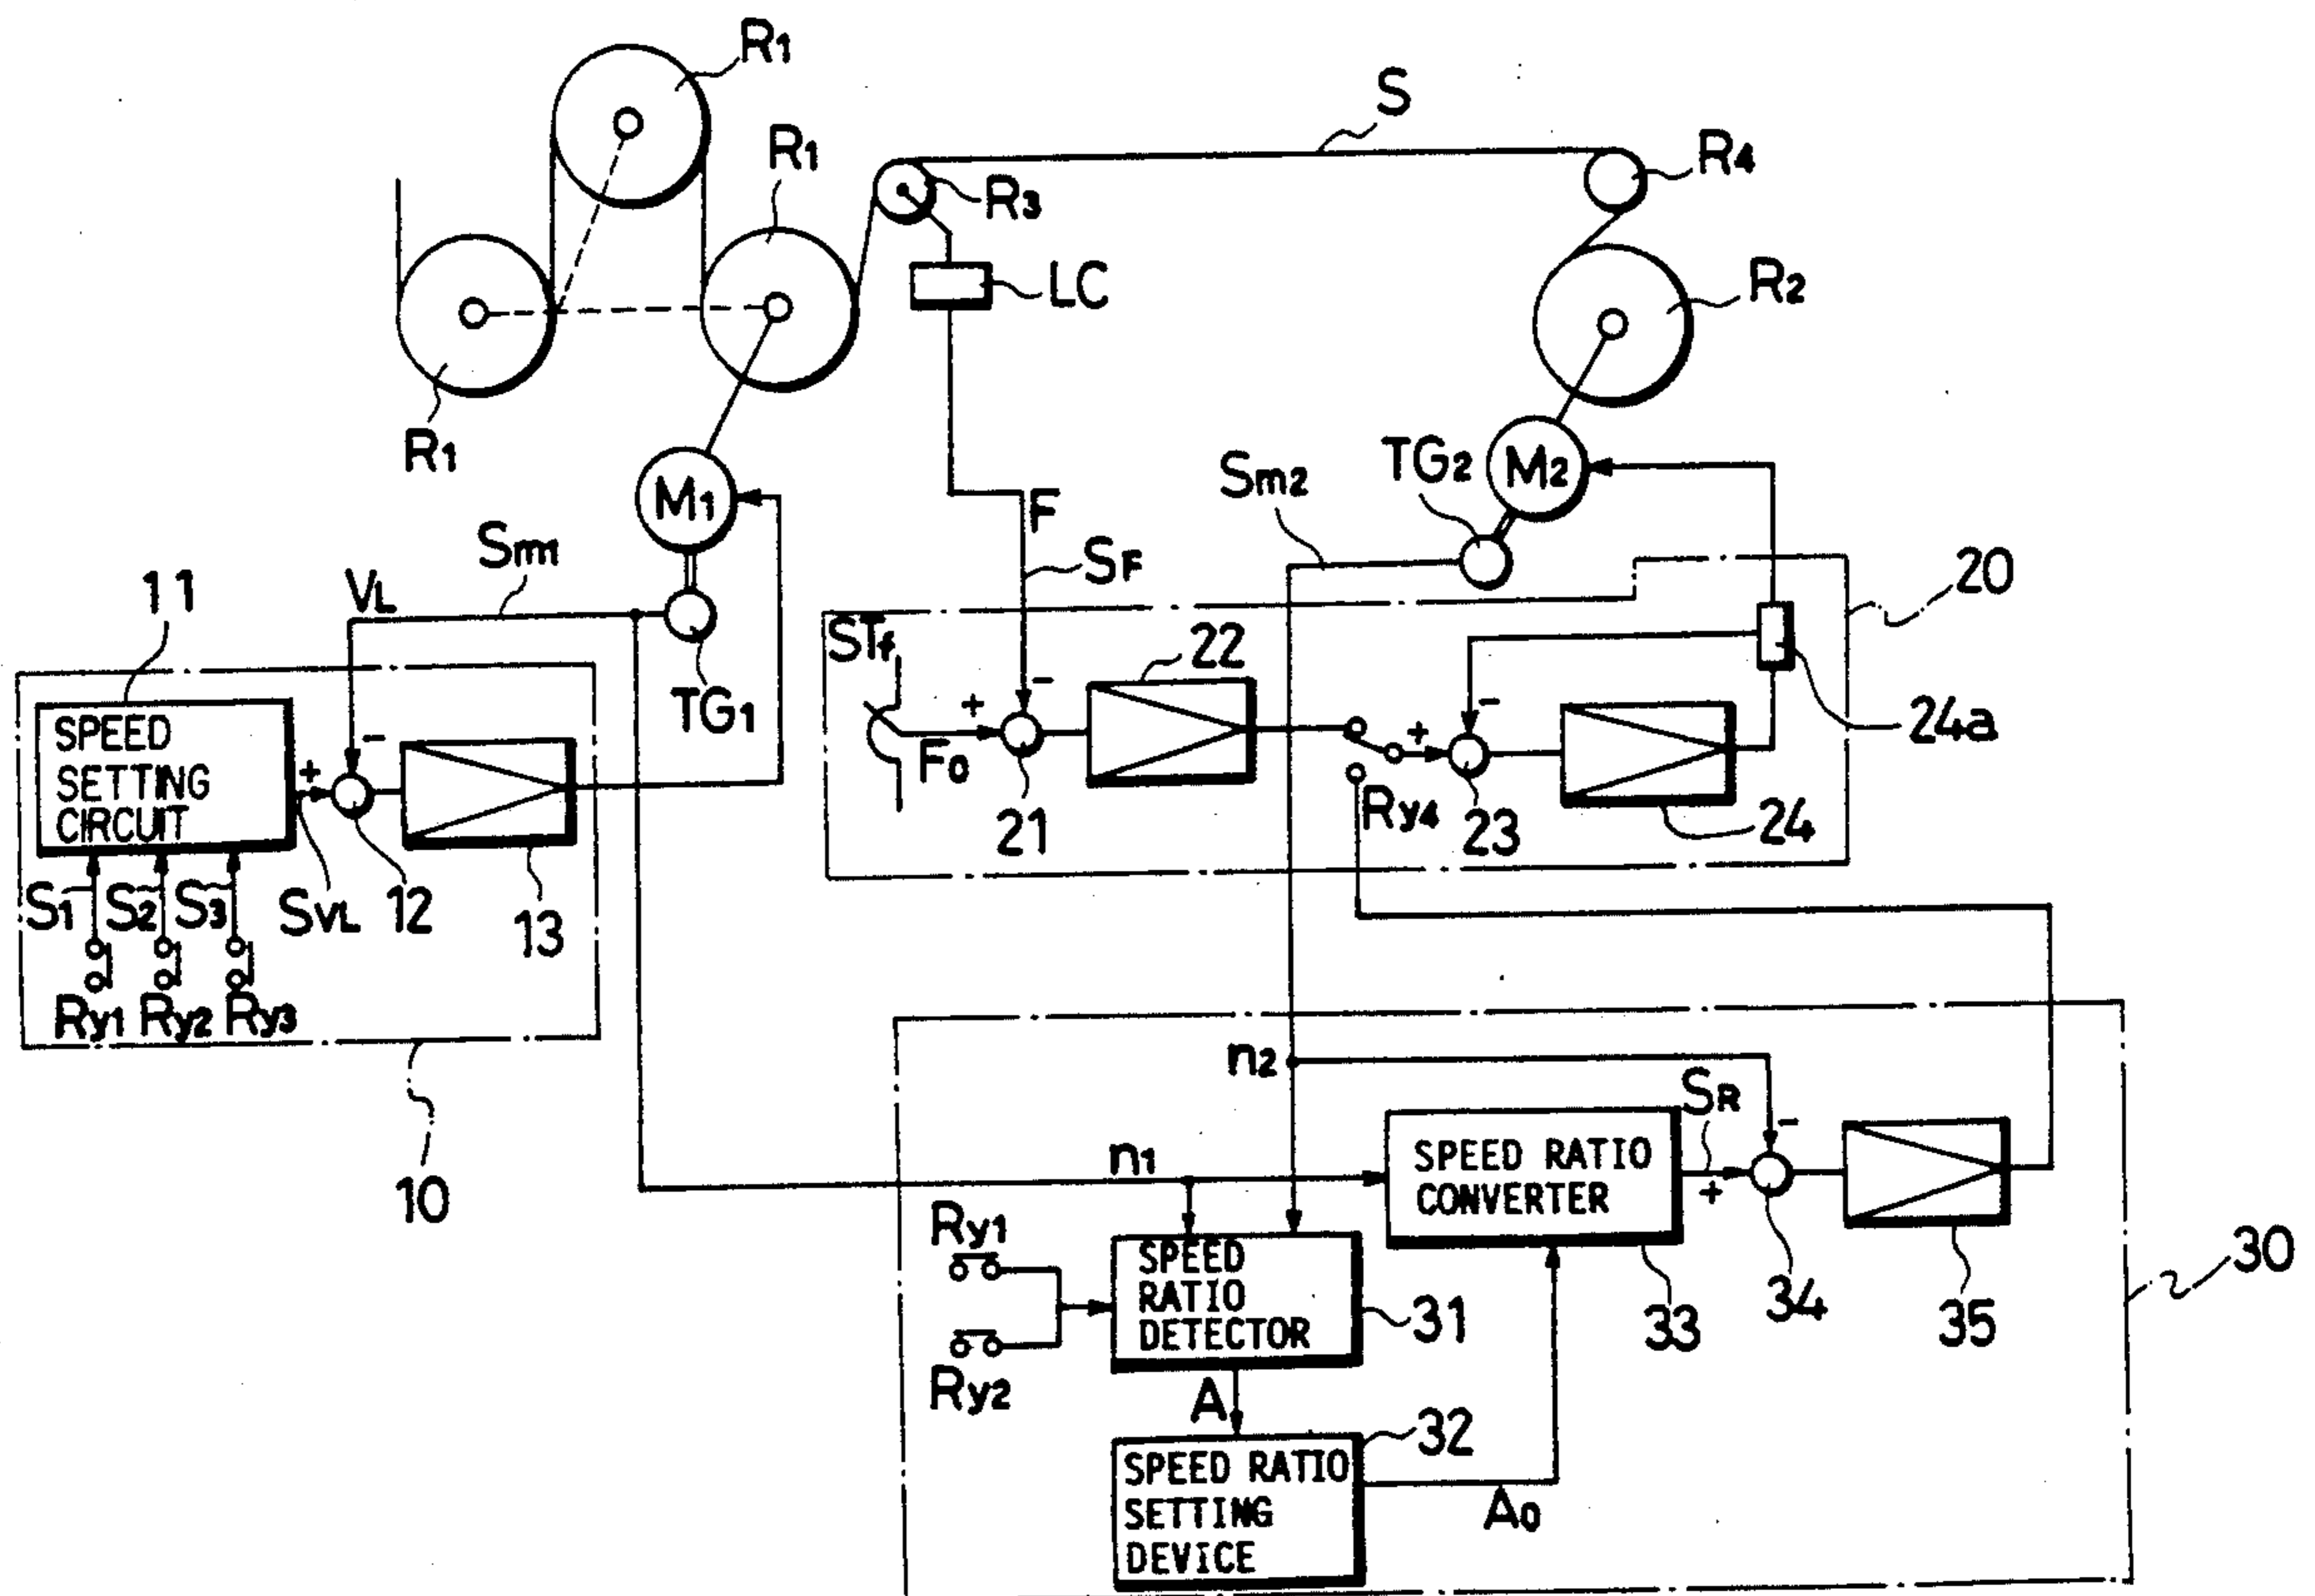 R1
R1
S
R4
R3
R2
LC
R1
TG2
M2
Sm2
M1
F
Sm1
SF
20
11
VL
STf
22
TG1
24a
SPEED
SETTING
CIRCUIT
+
-
+
-
F0
+
-
21
Ry4
23
24
S1
S2
S3
SVL
12
13
Ry1
Ry2
Ry3
n2
SR
-
10
n1
SPEED RATIO
CONVERTER
+
Ry1
SPEED
RATIO
DETECTOR
31
33
34
35
30
Ry2
A
32
SPEED RATIO
SETTING
DEVICE
A0